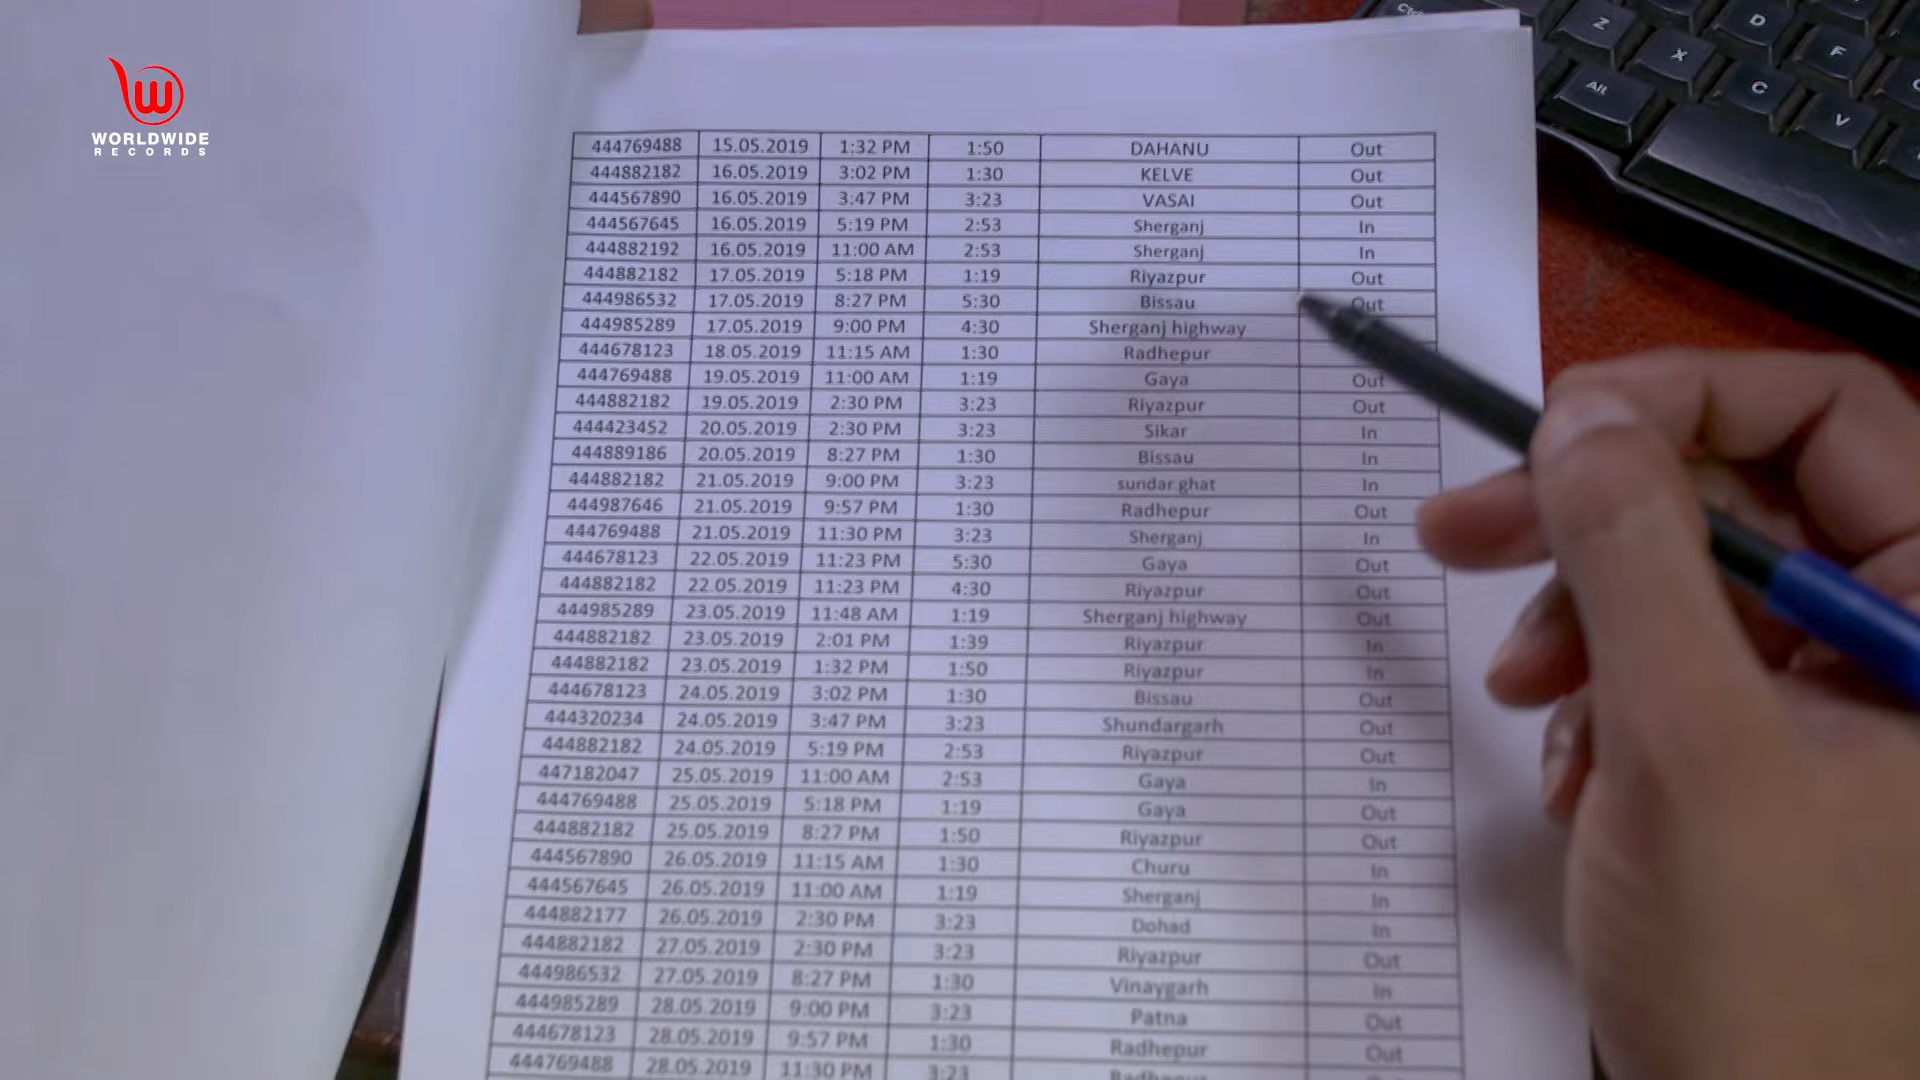 W
WORLDWIDE
RECORDS
Ctrl Z D
X F
Alt C
V
444769488 15.05.2019 1:32 PM 1:50 DAHANU Out
444882182 16.05.2019 3:02 PM 1:30 KELVE Out
444567890 16.05.2019 3:47 PM 3:23 VASAI Out
444567645 16.05.2019 5:19 PM 2:53 Sherganj In
444882192 16.05.2019 11:00 AM 2:53 Sherganj In
444882182 17.05.2019 5:18 PM 1:19 Riyazpur Out
444986532 17.05.2019 8:27 PM 5:30 Bissau Out
444985289 17.05.2019 9:00 PM 4:30 Sherganj highway
444678123 18.05.2019 11:15 AM 1:30 Radhepur
444769488 19.05.2019 11:00 AM 1:19 Gaya Out
444882182 19.05.2019 2:30 PM 3:23 Riyazpur Out
444423452 20.05.2019 2:30 PM 3:23 Sikar In
444889186 20.05.2019 8:27 PM 1:30 Bissau In
444882182 21.05.2019 9:00 PM 3:23 sundar ghat In
444987646 21.05.2019 9:57 PM 1:30 Radhepur Out
444769488 21.05.2019 11:30 PM 3:23 Sherganj In
444678123 22.05.2019 11:23 PM 5:30 Gaya Out
444882182 22.05.2019 11:23 PM 4:30 Riyazpur Out
444985289 23.05.2019 11:48 AM 1:19 Sherganj highway Out
444882182 23.05.2019 2:01 PM 1:39 Riyazpur In
444882182 23.05.2019 1:32 PM 1:50 Riyazpur In
444678123 24.05.2019 3:02 PM 1:30 Bissau Out
444320234 24.05.2019 3:47 PM 3:23 Shundargarh Out
444882182 24.05.2019 5:19 PM 2:53 Riyazpur Out
447182047 25.05.2019 11:00 AM 2:53 Gaya In
444769488 25.05.2019 5:18 PM 1:19 Gaya Out
444882182 25.05.2019 8:27 PM 1:50 Riyazpur Out
444567890 26.05.2019 11:15 AM 1:30 Churu In
444567645 26.05.2019 11:00 AM 1:19 Sherganj In
444882177 26.05.2019 2:30 PM 3:23 Dohad In
444882182 27.05.2019 2:30 PM 3:23 Riyazpur Out
444986532 27.05.2019 8:27 PM 1:30 Vinaygarh In
444985289 28.05.2019 9:00 PM 3:23 Patna Out
444678123 28.05.2019 9:57 PM 1:30 Radhepur Out
444769488 28.05.2019 11:30 PM 3:23 Radhepur